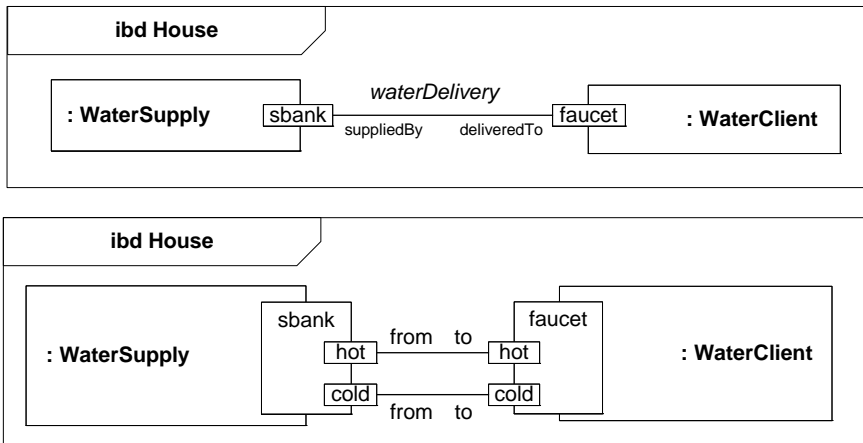 ibd House
waterDelivery
: WaterSupply sbank faucet : WaterClient
suppliedBy deliveredTo
ibd House
sbank faucet
from to
: WaterSupply hot hot : WaterClient
cold cold
from to